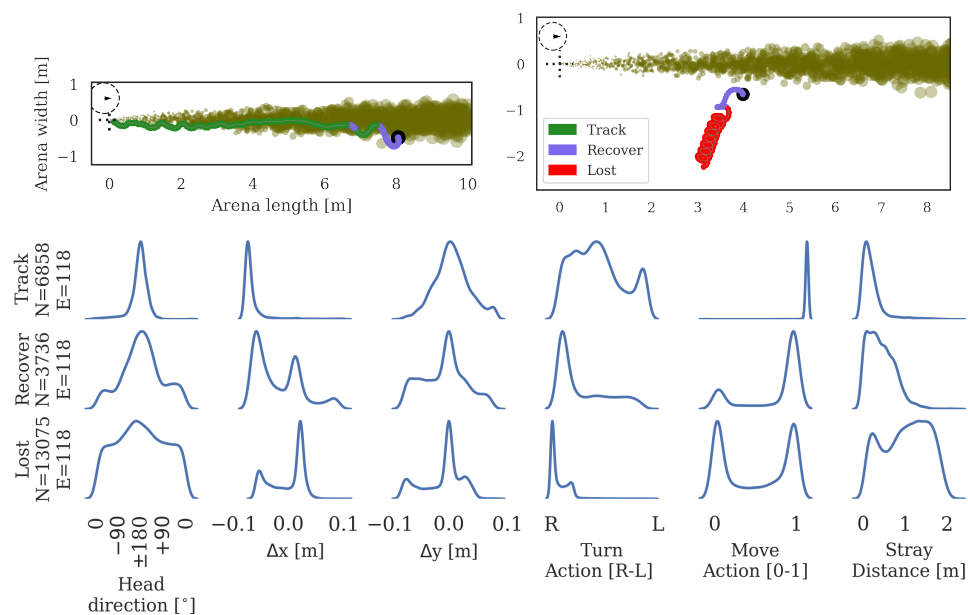 1
0
−1
Arena width [m]
0
2
4
6
8
10
Arena length [m]
1
0
−1
−2
Track
Recover
Lost
0
1
2
3
4
5
6
7
8
Track
N=6858
E=118
Recover
N=3736
E=118
Lost
N=13075
E=118
0
−90
±180
+90
0
Head
direction [°]
−0.1
0.0
0.1
Δx [m]
−0.1
0.0
0.1
Δy [m]
R
L
Turn
Action [R-L]
0
1
Move
Action [0-1]
0
1
2
Stray
Distance [m]